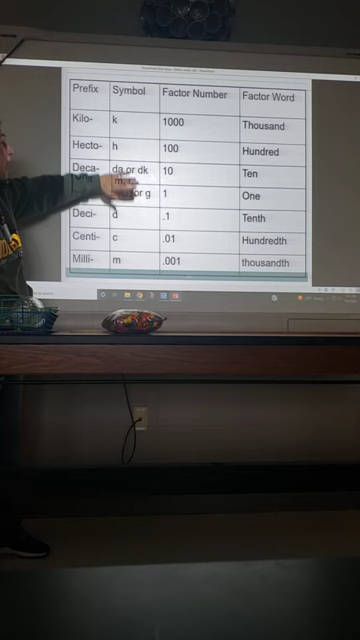 Prefix Symbol Factor Number Factor Word
Kilo- k 1000 Thousand
Hecto- h 100 Hundred
Deca- da or dk 10 Ten
m, or g 1 One
Deci- d .1 Tenth
Centi- c .01 Hundredth
Milli- m .001 thousandth